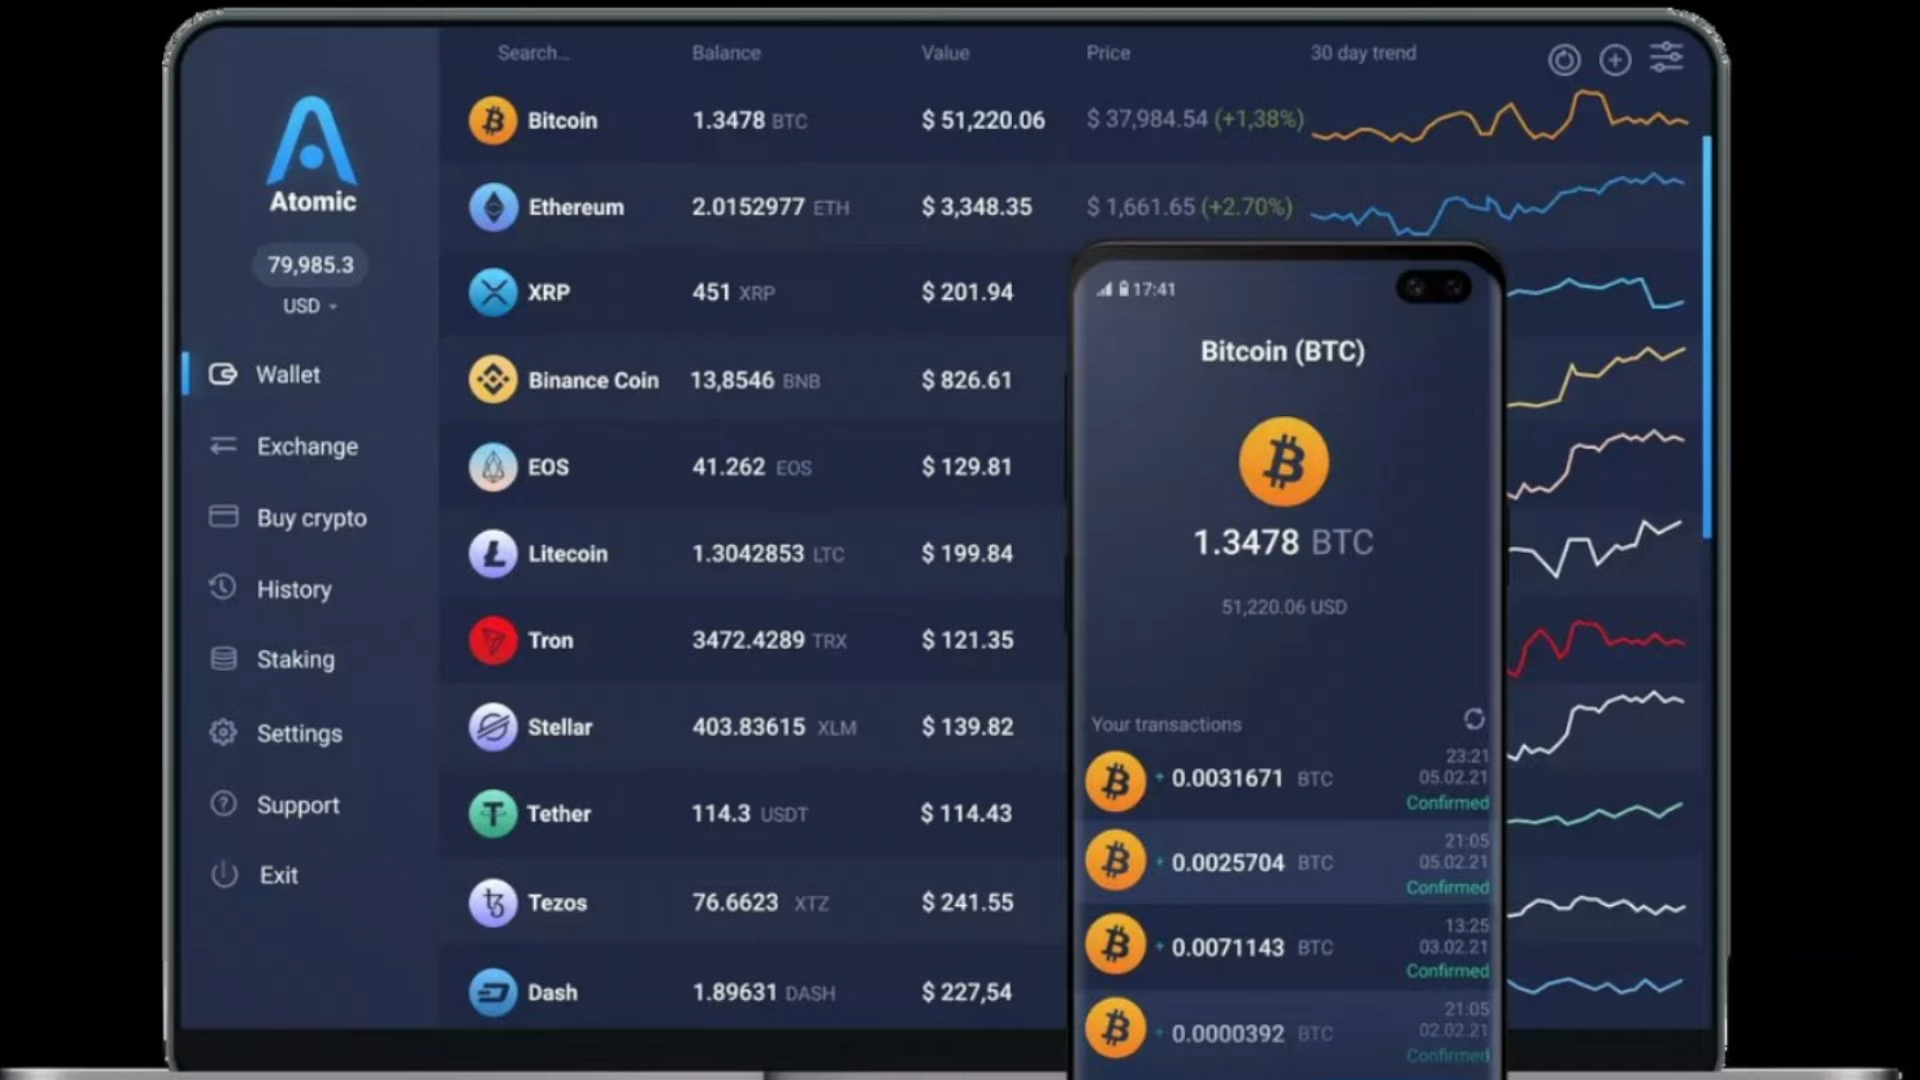 Search... Balance Value Price 30 day trend
Atomic
79,985.3
USD
Wallet
Exchange
Buy crypto
History
Staking
Settings
Support
Exit
Bitcoin 1.3478 BTC $ 51,220.06 $ 37,984.54 (+1,38%)
Ethereum 2.0152977 ETH $ 3,348.35 $ 1,661.65 (+2.70%)
XRP 451 XRP $ 201.94
Binance Coin 13,8546 BNB $ 826.61
EOS 41.262 EOS $ 129.81
Litecoin 1.3042853 LTC $ 199.84
Tron 3472.4289 TRX $ 121.35
Stellar 403.83615 XLM $ 139.82
Tether 114.3 USDT $ 114.43
Tezos 76.6623 XTZ $ 241.55
Dash 1.89631 DASH $ 227,54
17:41
Bitcoin (BTC)
1.3478 BTC
51,220.06 USD
Your transactions
23:21
+ 0.0031671 BTC 05.02.21
Confirmed
21:05
+ 0.0025704 BTC 05.02.21
Confirmed
13:25
+ 0.0071143 BTC 03.02.21
Confirmed
21:05
+ 0.0000392 BTC 02.02.21
Confirmed